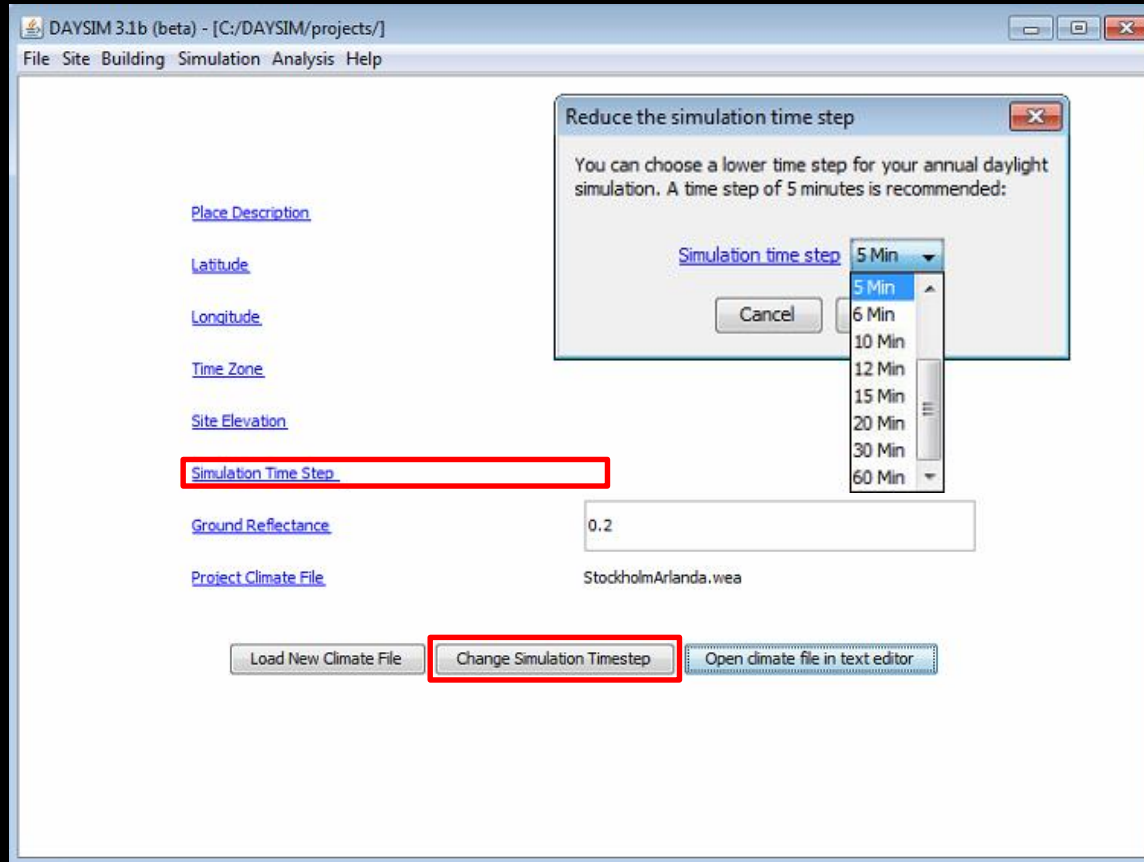 DAYSIM 3.1b (beta) - [C:/DAYSIM/projects/]
File Site Building Simulation Analysis Help
Reduce the simulation time step
You can choose a lower time step for your annual daylight
simulation. A time step of 5 minutes is recommended:
Simulation time step 5 Min
5 Min
6 Min
10 Min
12 Min
15 Min
20 Min
30 Min
60 Min
Cancel
Place Description
Latitude
Longitude
Time Zone
Site Elevation
Simulation Time Step
Ground Reflectance 0.2
Project Climate File StockholmArlanda.wea
Load New Climate File Change Simulation Timestep Open climate file in text editor